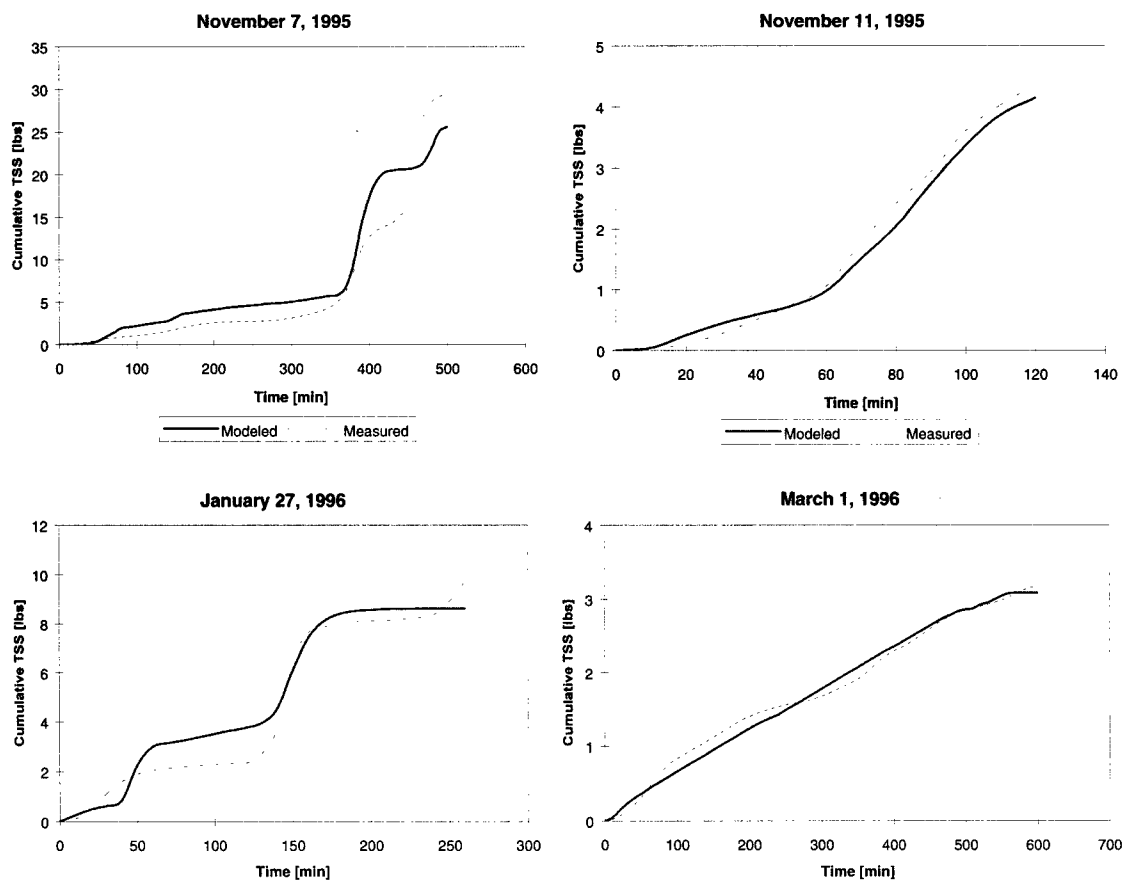 November 7, 1995
35
30
25
20
15
10
5
0
Cumulative TSS [lbs]
0 100 200 300 400 500 600
Time [min]
Modeled Measured
November 11, 1995
5
4
3
2
1
0
Cumulative TSS [lbs]
0 20 40 60 80 100 120 140
Time [min]
Modeled Measured
January 27, 1996
12
10
8
6
4
2
0
Cumulative TSS [lbs]
0 50 100 150 200 250 300
Time [min]
March 1, 1996
4
3
2
1
0
Cumulative TSS [lbs]
0 100 200 300 400 500 600 700
Time [min]